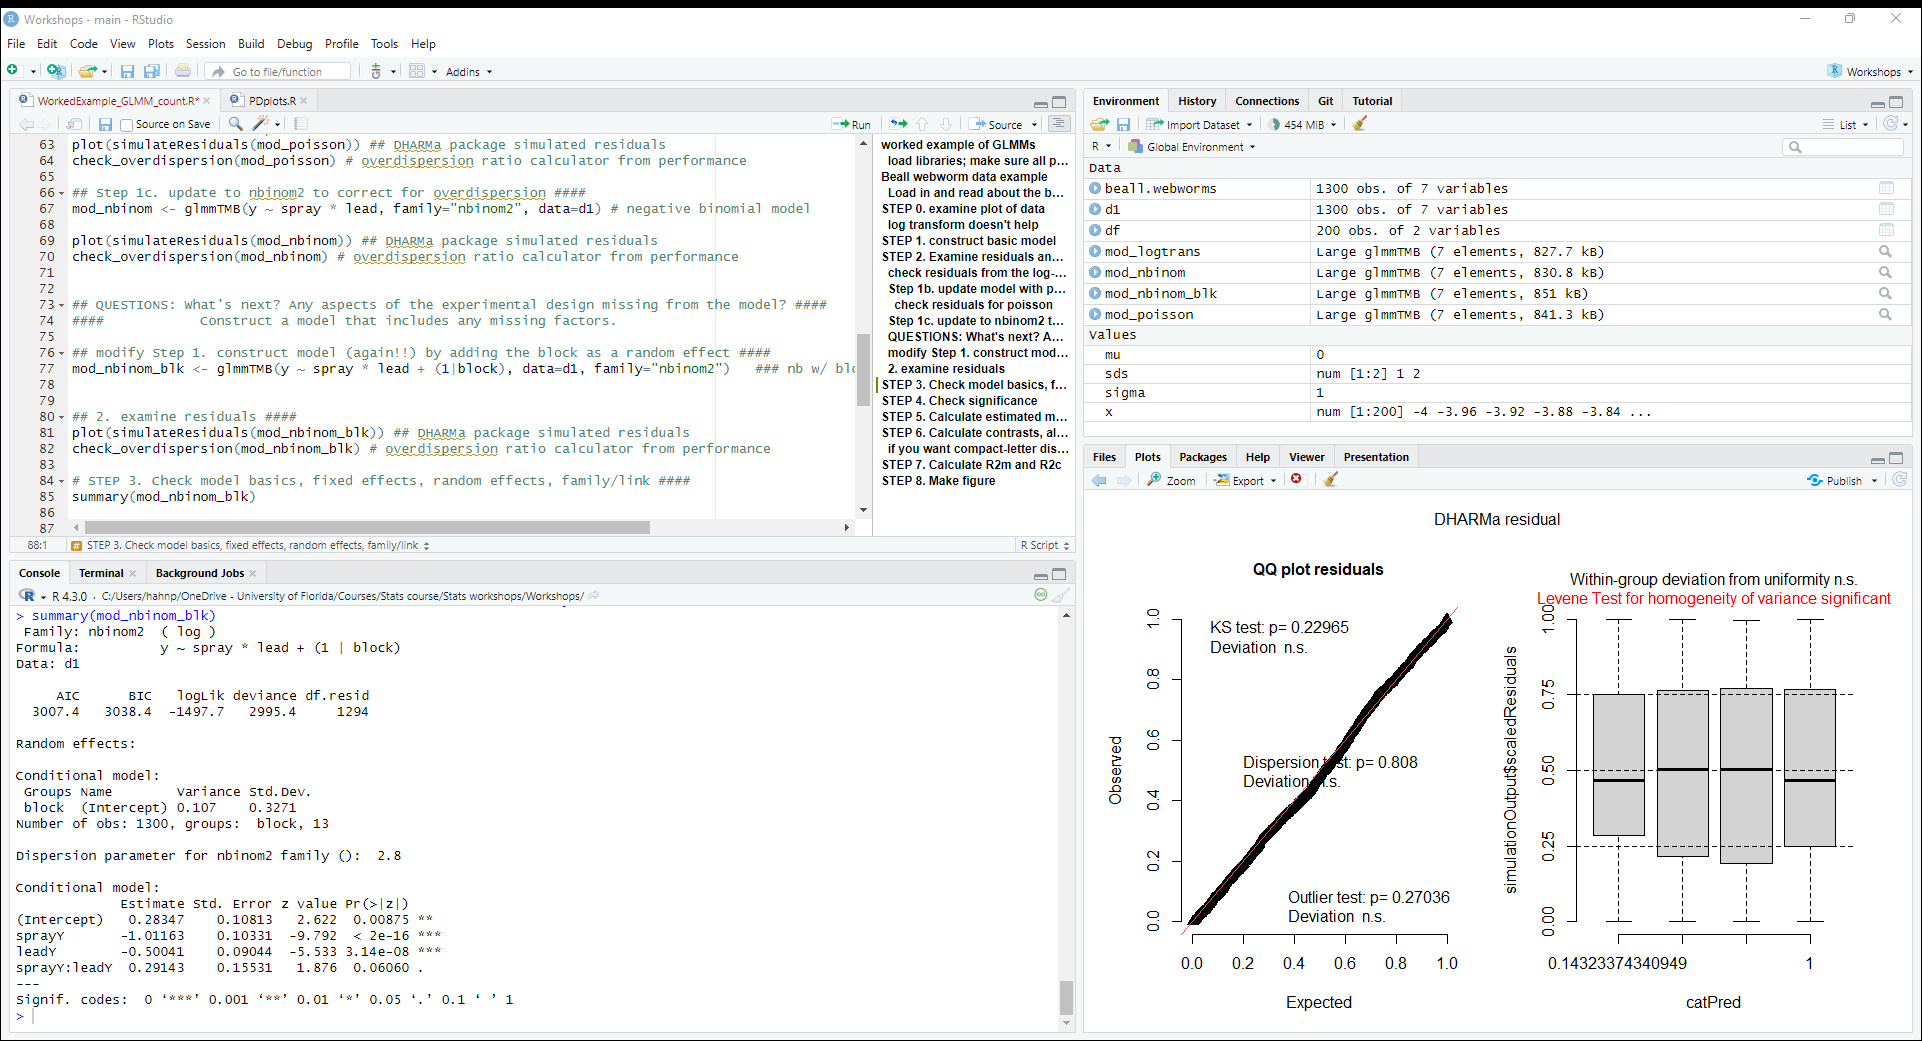 Workshops - main - RStudio
File Edit Code View Plots Session Build Debug Profile Tools Help
Go to file/function Addins Workshops
WorkedExample_GLMM_count.R* PDplots.R
Source on Save Run Source
63 plot(simulateResiduals(mod_poisson)) ## DHARMa package simulated residuals
64 check_overdispersion(mod_poisson) # overdispersion ratio calculator from performance
65
66 ## Step 1c. update to nbinom2 to correct for overdispersion ####
67 mod_nbinom <- glmmTMB(y ~ spray * lead, family="nbinom2", data=d1) # negative binomial model
68
69 plot(simulateResiduals(mod_nbinom)) ## DHARMa package simulated residuals
70 check_overdispersion(mod_nbinom) # overdispersion ratio calculator from performance
71
72
73 ## QUESTIONS: What's next? Any aspects of the experimental design missing from the model? ####
74 #### Construct a model that includes any missing factors.
75
76 ## modify Step 1. construct model (again!!) by adding the block as a random effect ####
77 mod_nbinom_blk <- glmmTMB(y ~ spray * lead + (1|block), data=d1, family="nbinom2") ### nb w/ blo
78
79
80 ## 2. examine residuals ####
81 plot(simulateResiduals(mod_nbinom_blk)) ## DHARMa package simulated residuals
82 check_overdispersion(mod_nbinom_blk) # overdispersion ratio calculator from performance
83
84 # STEP 3. Check model basics, fixed effects, random effects, family/link ####
85 summary(mod_nbinom_blk)
86
87
88:1 STEP 3. Check model basics, fixed effects, random effects, family/link R Script
worked example of GLMMs
load libraries; make sure all p...
Beall webworm data example
Load in and read about the b...
STEP 0. examine plot of data
log transform doesn't help
STEP 1. construct basic model
STEP 2. Examine residuals an...
check residuals from the log-...
Step 1b. update model with p...
check residuals for poisson
Step 1c. update to nbinom2 t...
QUESTIONS: What's next? A...
modify Step 1. construct mod...
2. examine residuals
STEP 3. Check model basics, f...
STEP 4. Check significance
STEP 5. Calculate estimated m...
STEP 6. Calculate contrasts, al...
if you want compact-letter dis...
STEP 7. Calculate R2m and R2c
STEP 8. Make figure
Console Terminal Background Jobs
R 4.3.0 · C:/Users/hahnp/OneDrive - University of Florida/Courses/Stats course/Stats workshops/Workshops/
> summary(mod_nbinom_blk)
Family: nbinom2 ( log )
Formula: y ~ spray * lead + (1 | block)
Data: d1
AIC BIC logLik deviance df.resid
3007.4 3038.4 -1497.7 2995.4 1294
Random effects:
Conditional model:
Groups Name Variance Std.Dev.
block (Intercept) 0.107 0.3271
Number of obs: 1300, groups: block, 13
Dispersion parameter for nbinom2 family (): 2.8
Conditional model:
Estimate Std. Error z value Pr(>|z|)
(Intercept) 0.28347 0.10813 2.622 0.00875 **
sprayY -1.01163 0.10331 -9.792 < 2e-16 ***
leadY -0.50041 0.09044 -5.533 3.14e-08 ***
sprayY:leadY 0.29143 0.15531 1.876 0.06060 .
---
Signif. codes: 0 ‘***’ 0.001 ‘**’ 0.01 ‘*’ 0.05 ‘.’ 0.1 ‘ ’ 1
>
Environment History Connections Git Tutorial
Import Dataset 454 MiB List
R Global Environment
Data
beall.webworms 1300 obs. of 7 variables
d1 1300 obs. of 7 variables
df 200 obs. of 2 variables
mod_logtrans Large glmmTMB (7 elements, 827.7 kB)
mod_nbinom Large glmmTMB (7 elements, 830.8 kB)
mod_nbinom_blk Large glmmTMB (7 elements, 851 kB)
mod_poisson Large glmmTMB (7 elements, 841.3 kB)
Values
mu 0
sds num [1:2] 1 2
sigma 1
x num [1:200] -4 -3.96 -3.92 -3.88 -3.84 ...
Files Plots Packages Help Viewer Presentation
Zoom Export Publish
DHARMa residual
QQ plot residuals
KS test: p= 0.22965
Deviation n.s.
Dispersion test: p= 0.808
Deviation n.s.
Outlier test: p= 0.27036
Deviation n.s.
Observed
0.0 0.2 0.4 0.6 0.8 1.0
0.0 0.2 0.4 0.6 0.8 1.0
Expected
Within-group deviation from uniformity n.s.
Levene Test for homogeneity of variance significant
simulationOutput$scaledResiduals
0.00 0.25 0.50 0.75 1.00
0.14323374340949 1
catPred